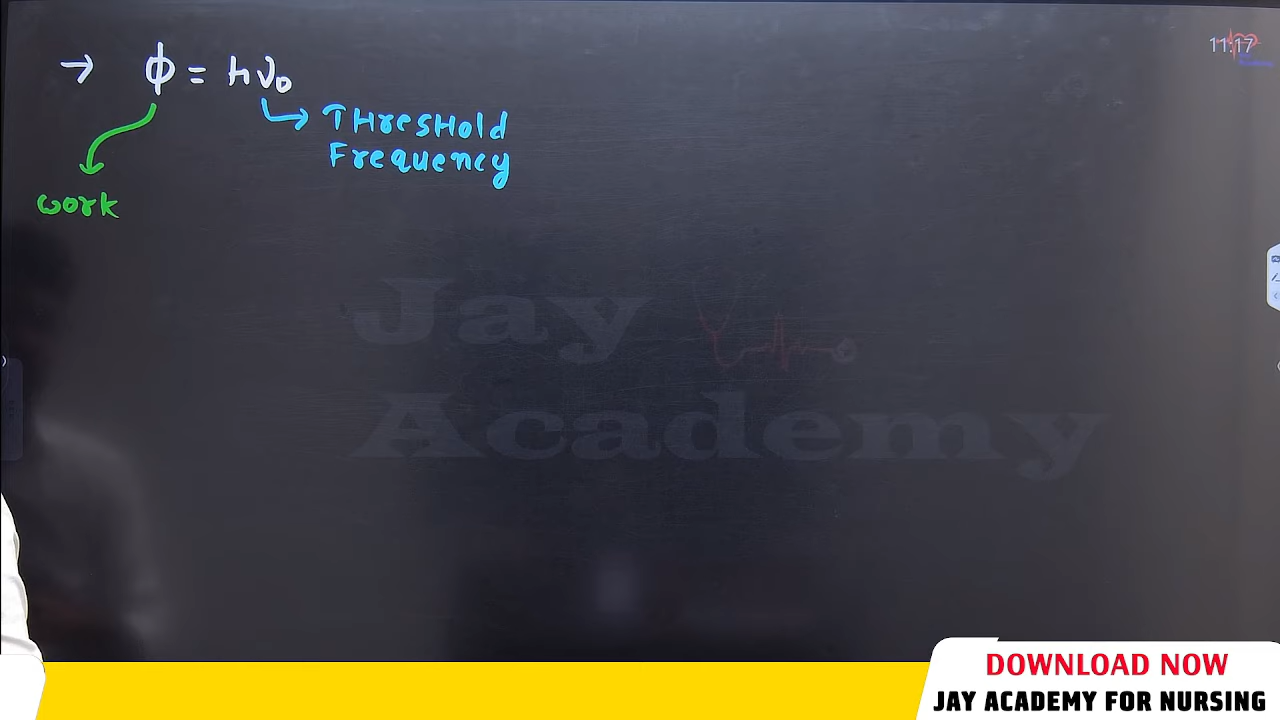 11:17
→ ϕ = hν₀
THresHold
Frequency
work
Jay
Academy
DOWNLOAD NOW
JAY ACADEMY FOR NURSING